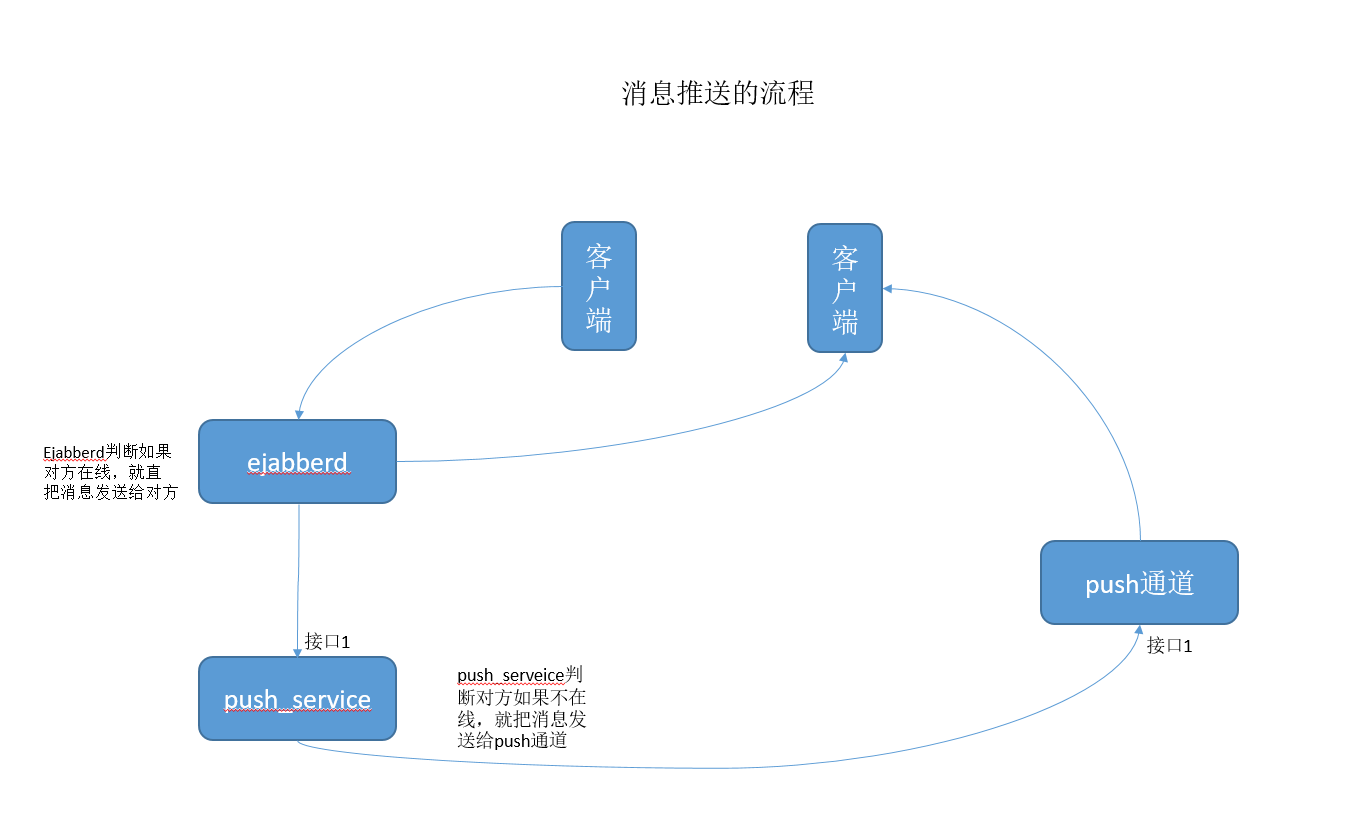 消息推送的流程
客
户
端
客
户
端
Ejabberd判断如果
对方在线，就直
把消息发送给对方
ejabberd
push通道
接口1
接口1
push_service
push_serveice判
断对方如果不在
线，就把消息发
送给push通道